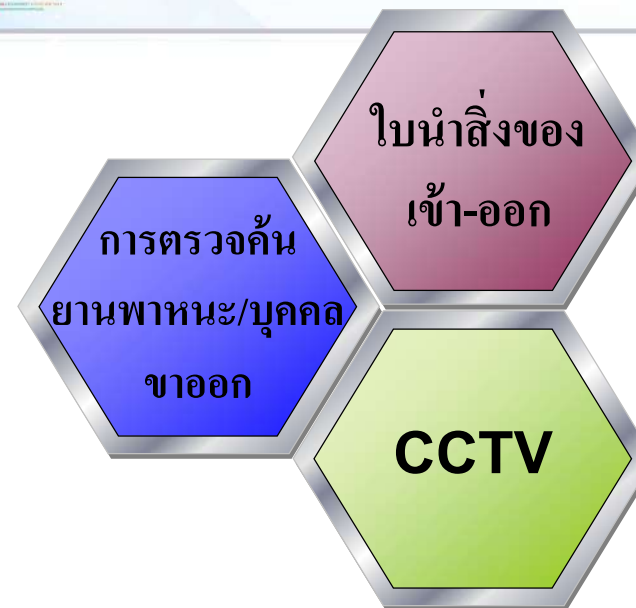 ใบนำสิ่งของ
เข้า-ออก
การตรวจค้น
ยานพาหนะ/บุคคล
ขาออก
CCTV